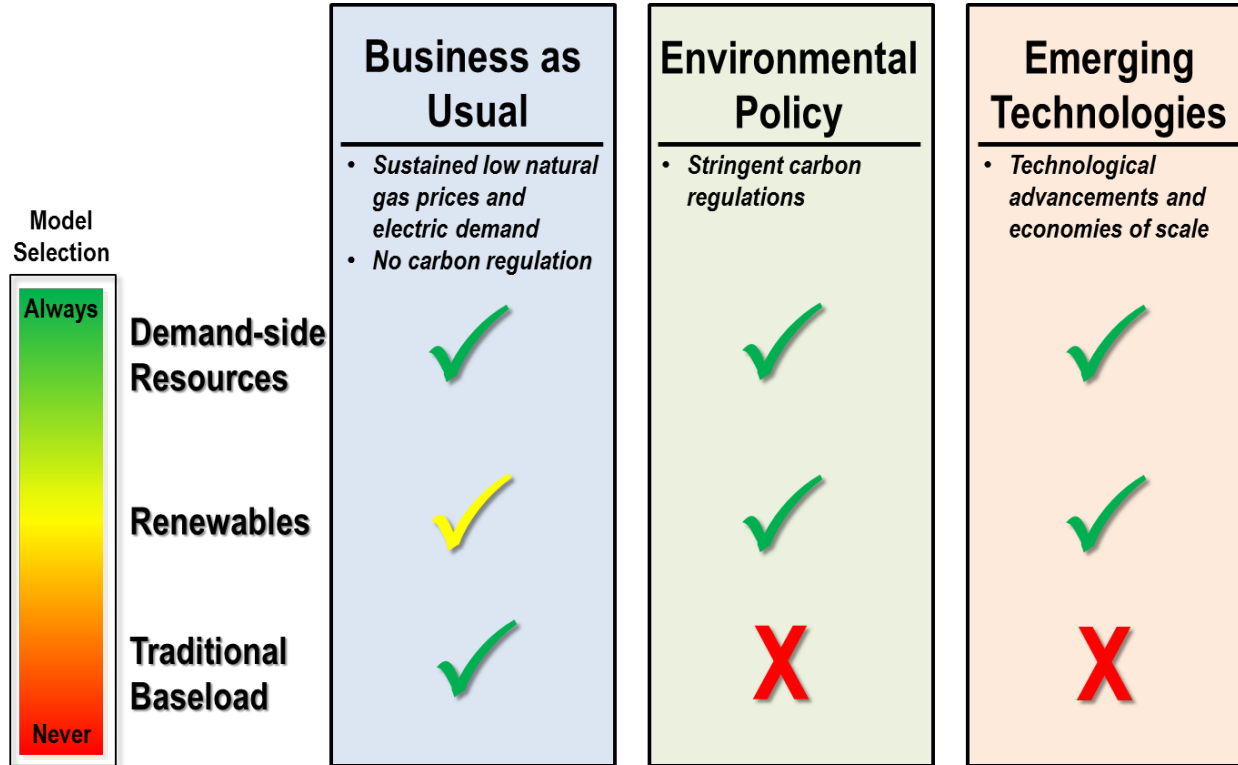 Business as
Usual
• Sustained low natural
gas prices and
electric demand
• No carbon regulation
Environmental
Policy
• Stringent carbon
regulations
Emerging
Technologies
• Technological
advancements and
economies of scale
Model
Selection
Always
Never
Demand-side
Resources
Renewables
Traditional
Baseload
X
X